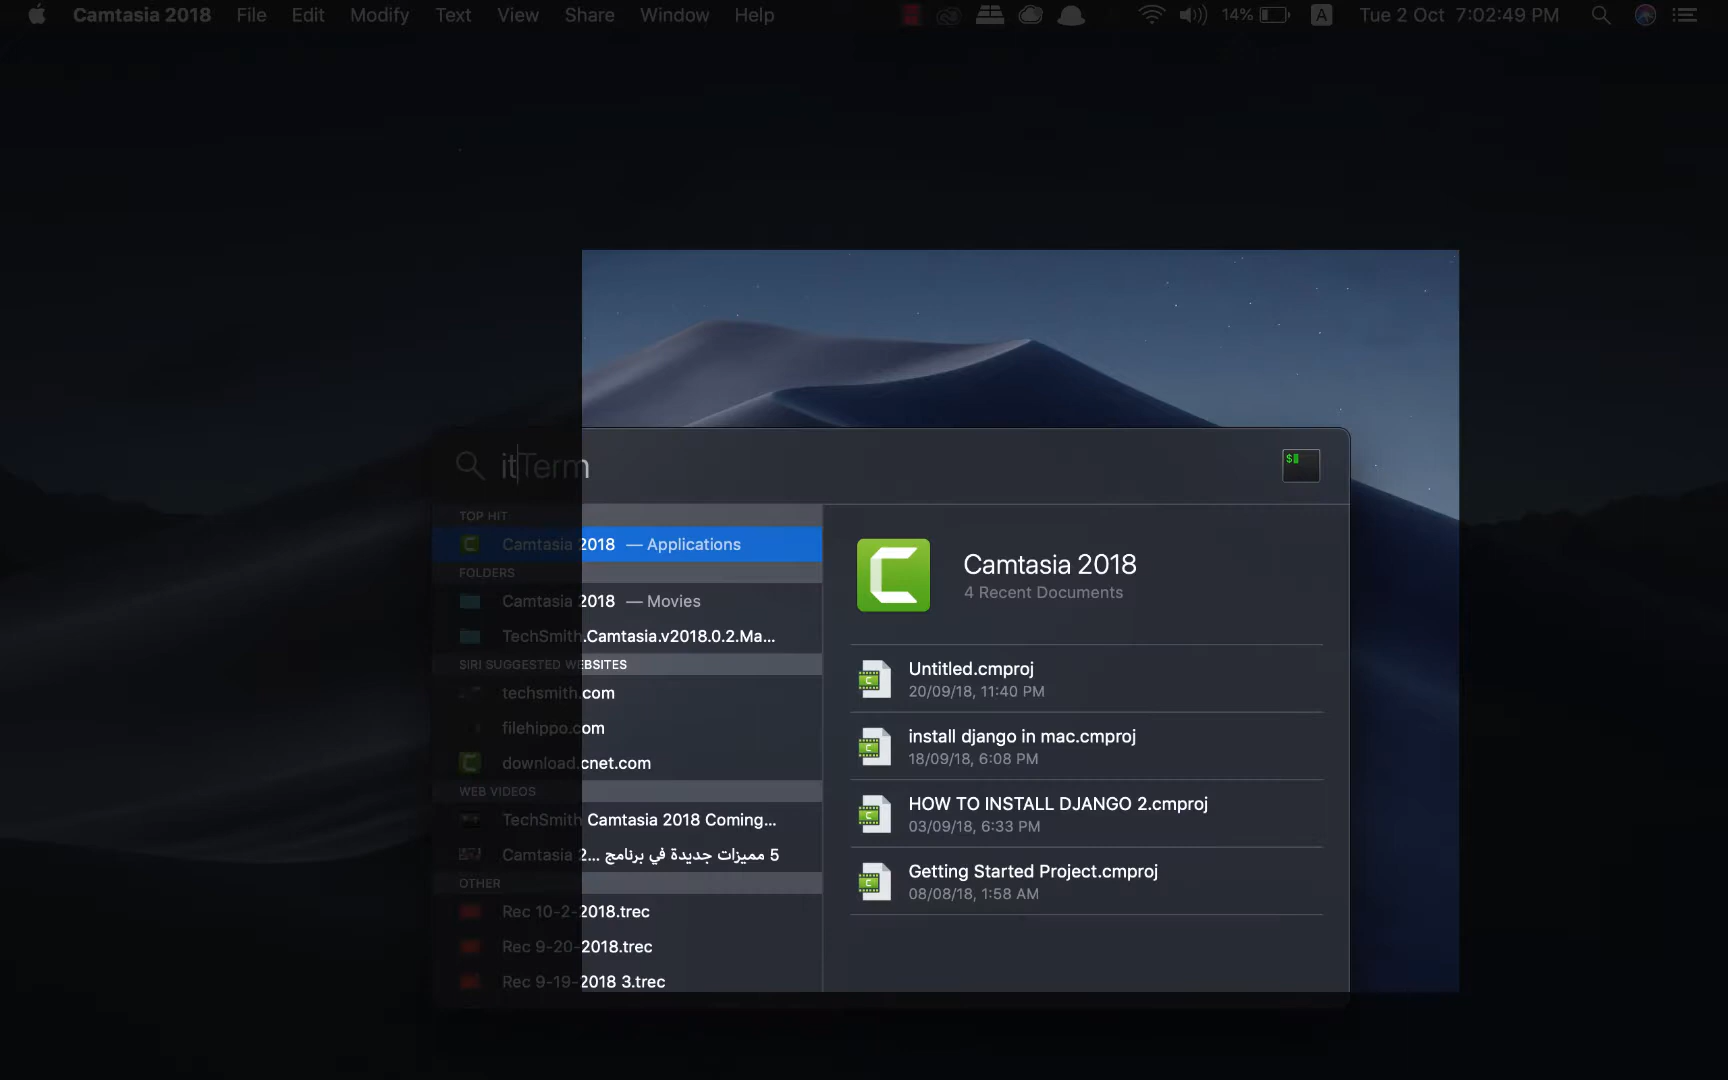 Camtasia 2018 File Edit Modify Text View Share Window Help 14% A Tue 2 Oct 7:02:49 PM
itTerm
$
TOP HIT
Camtasia 2018 — Applications
FOLDERS
Camtasia 2018 — Movies
TechSmith.Camtasia.v2018.0.2.Ma...
SIRI SUGGESTED WEBSITES
techsmith.com
filehippo.com
download.cnet.com
WEB VIDEOS
TechSmith Camtasia 2018 Coming...
5 مميزات جديدة في برنامج ...Camtasia 2
OTHER
Rec 10-2-2018.trec
Rec 9-20-2018.trec
Rec 9-19-2018 3.trec
Camtasia 2018
4 Recent Documents
Untitled.cmproj
20/09/18, 11:40 PM
install django in mac.cmproj
18/09/18, 6:08 PM
HOW TO INSTALL DJANGO 2.cmproj
03/09/18, 6:33 PM
Getting Started Project.cmproj
08/08/18, 1:58 AM